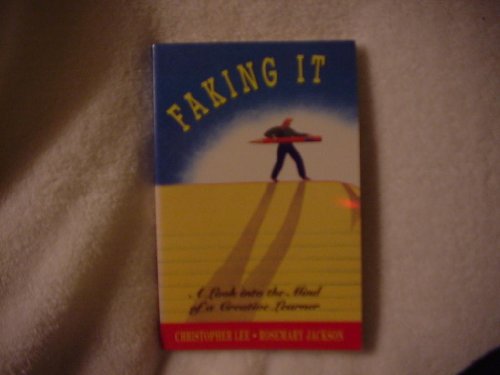 FAKING IT
A Look into the Mind
of a Creative Learner
CHRISTOPHER LEE • ROSEMARY JACKSON